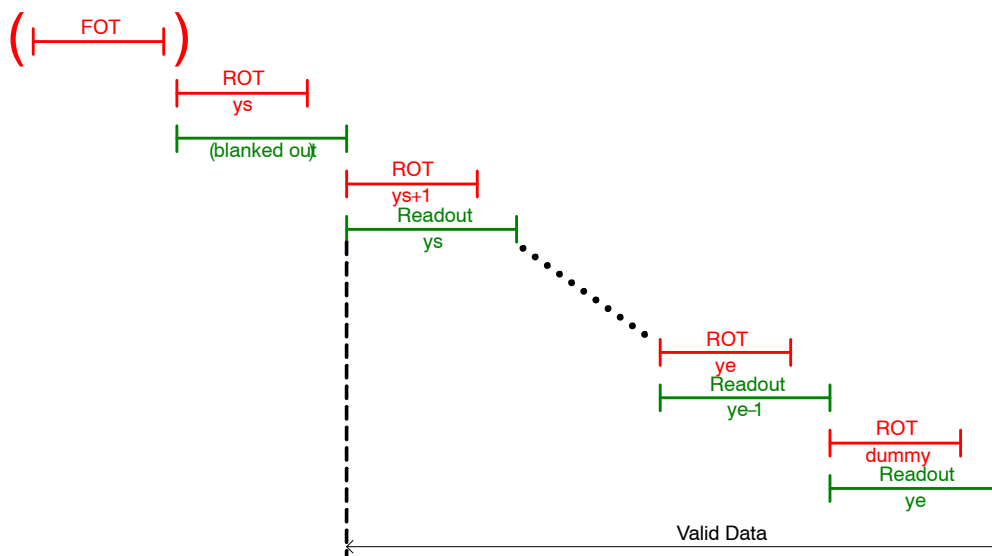 ( FOT )
ROT
ys
(blanked out)
ROT
ys+1
Readout
ys
ROT
ye
Readout
ye–1
ROT
dummy
Readout
ye
Valid Data